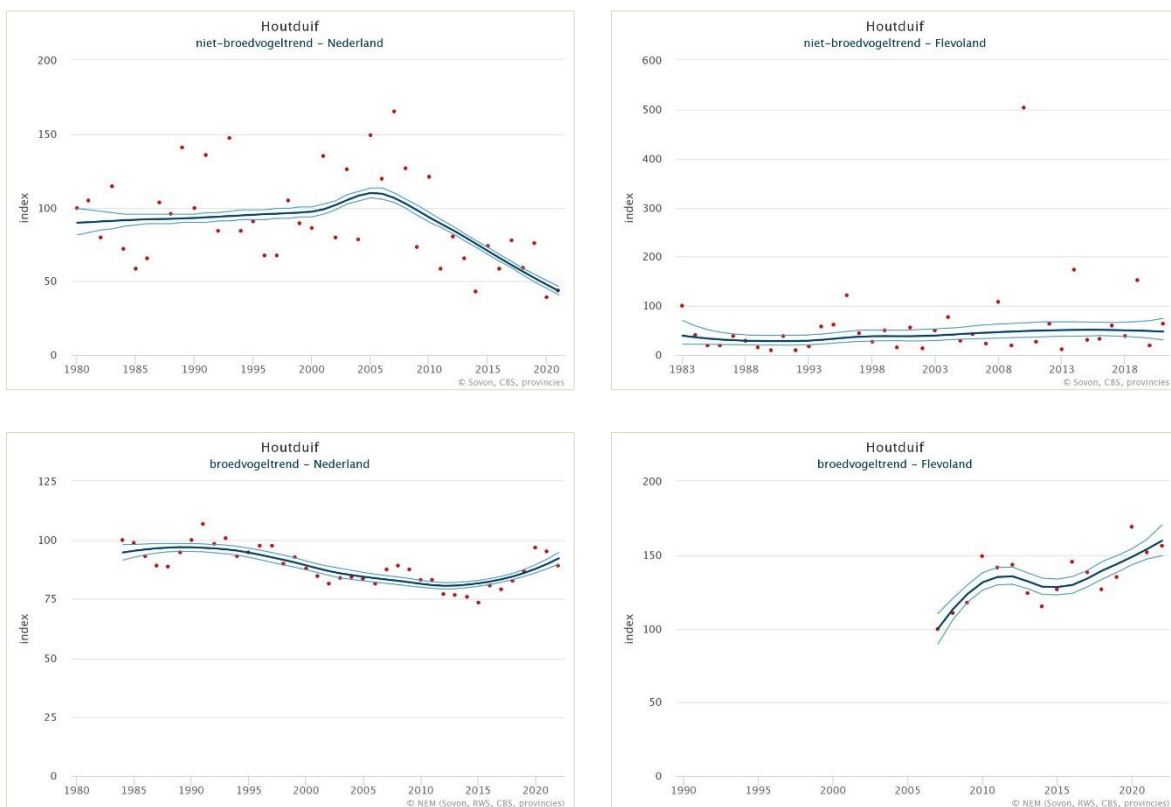 Houtduif
niet-broedvogeltrend - Nederland
200
150
100
50
0
index
1980 1985 1990 1995 2000 2005 2010 2015 2020
© Sovon, CBS, provincies
Houtduif
niet-broedvogeltrend - Flevoland
600
500
400
300
200
100
0
index
1983 1988 1993 1998 2003 2008 2013 2018
© Sovon, CBS, provincies
Houtduif
broedvogeltrend - Nederland
125
100
75
50
25
0
index
1980 1985 1990 1995 2000 2005 2010 2015 2020
© NEM (Sovon, RWS, CBS, provincies)
Houtduif
broedvogeltrend - Flevoland
200
150
100
50
0
index
1990 1995 2000 2005 2010 2015 2020
© NEM (Sovon, RWS, CBS, provincies)